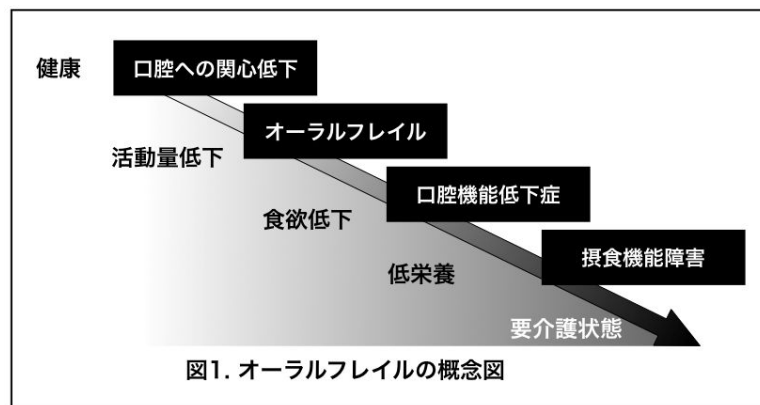 健康
口腔への関心低下
オーラルフレイル
活動量低下
口腔機能低下症
食欲低下
摂食機能障害
低栄養
要介護状態
図1. オーラルフレイルの概念図